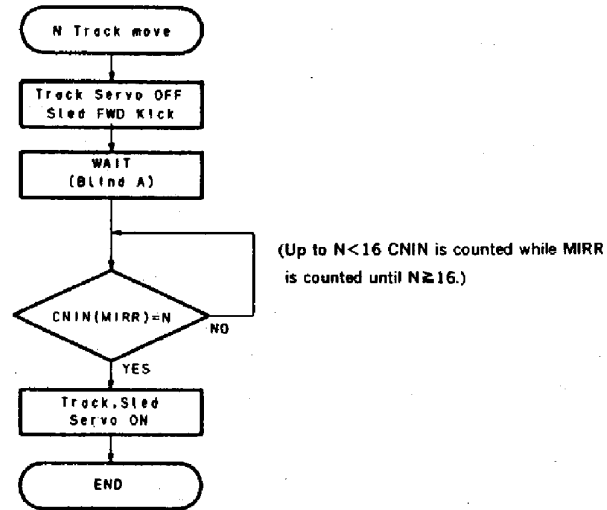 N Track move
Track Servo OFF
Sled FWD Kick
WAIT
(Blind A)
(Up to N<16 CNIN is counted while MIRR
is counted until N≧16.)
CNIN(MIRR)=N
NO
YES
Track,Sled
Servo ON
END